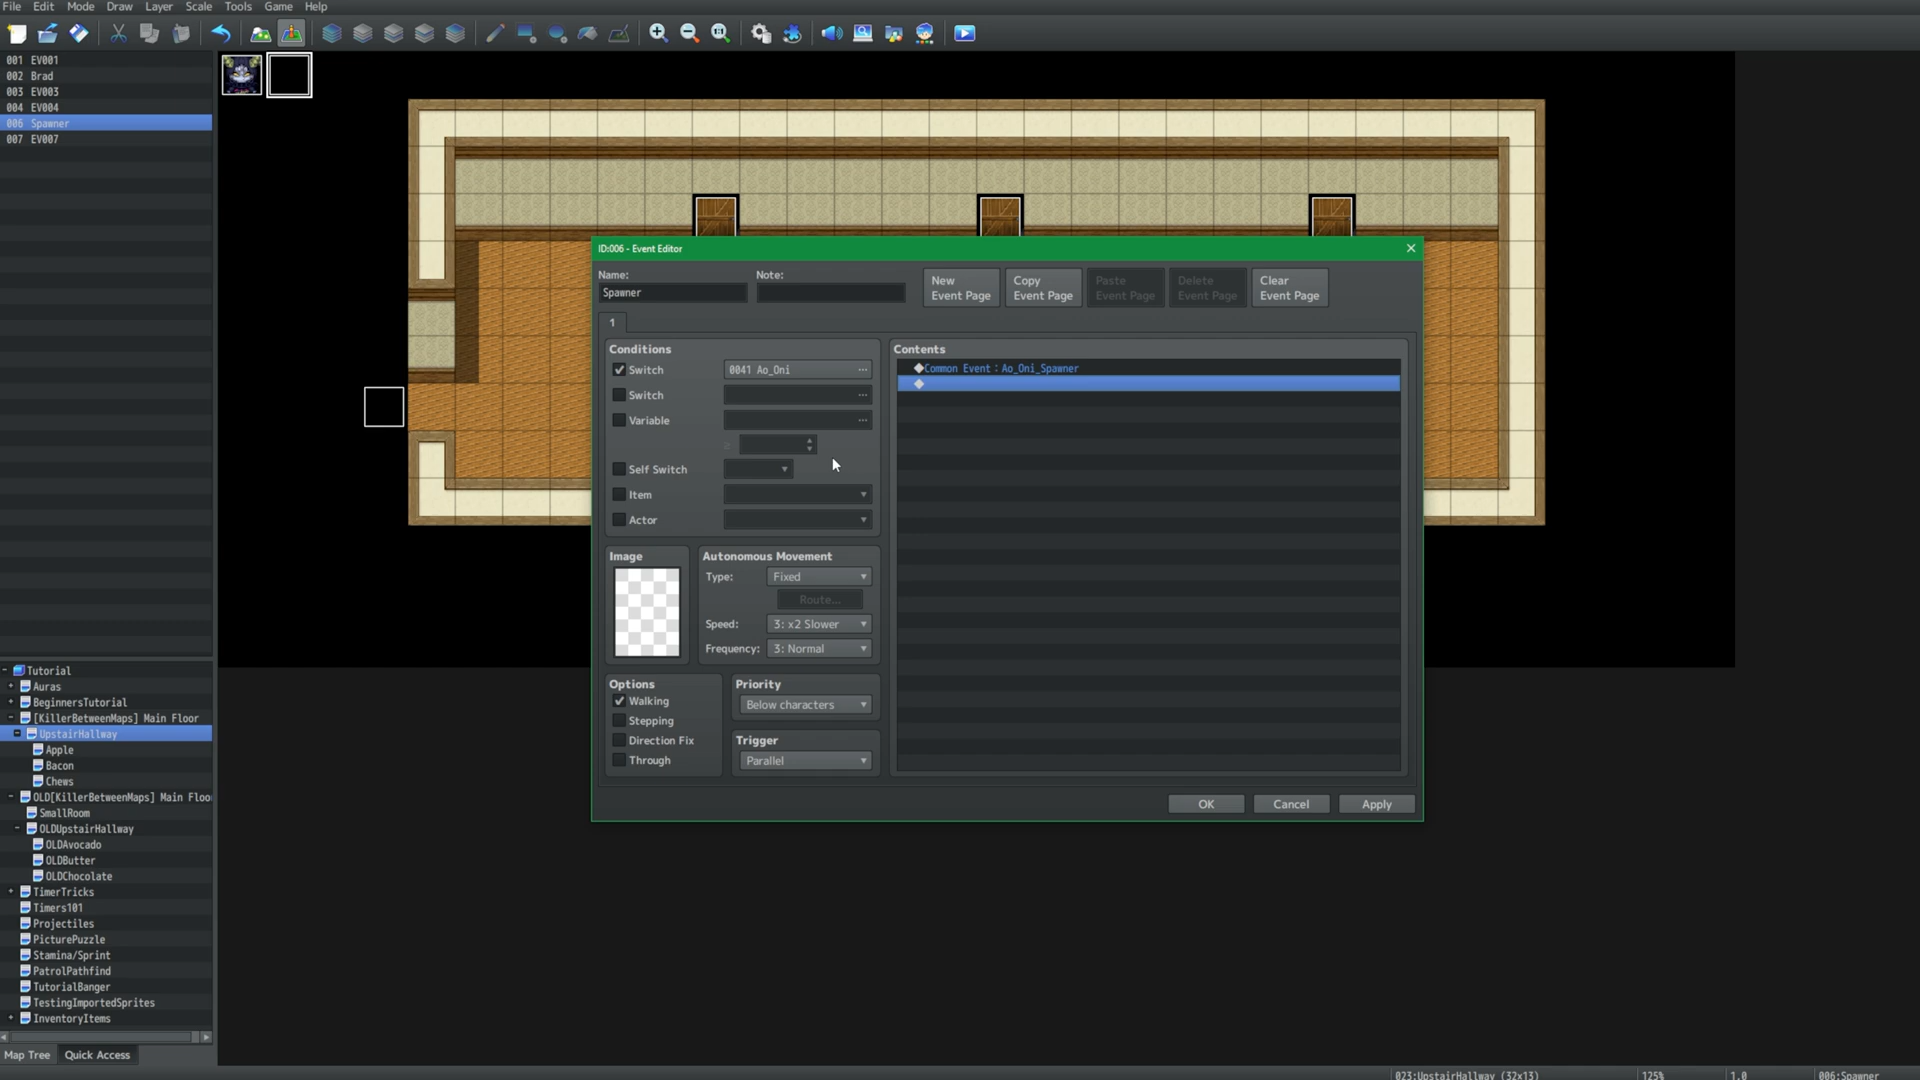 File Edit Mode Draw Layer Scale Tools Game Help
001 EV001
002 Brad
003 EV003
004 EV004
006 Spawner
007 EV007
ID:006 - Event Editor
Name:
Note:
Spawner
New Event Page
Copy Event Page
Paste Event Page
Delete Event Page
Clear Event Page
1
Conditions
Switch 0041 Ao_Oni ...
Switch ...
Variable ...
≥
Self Switch
Item
Actor
Contents
◆Common Event : Ao_Oni_Spawner
◆
Image
Autonomous Movement
Type: Fixed
Route...
Speed: 3: x2 Slower
Frequency: 3: Normal
Options
Walking
Stepping
Direction Fix
Through
Priority
Below characters
Trigger
Parallel
OK Cancel Apply
Tutorial
Auras
BeginnersTutorial
[KillerBetweenMaps] Main Floor
UpstairHallway
Apple
Bacon
Chews
OLD[KillerBetweenMaps] Main Floo
SmallRoom
OLDUpstairHallway
OLDAvocado
OLDButter
OLDChocolate
TimerTricks
Timers101
Projectiles
PicturePuzzle
Stamina/Sprint
PatrolPathfind
TutorialBanger
TestingImportedSprites
InventoryItems
Map Tree Quick Access
023:UpstairHallway (32x13) 125% 1,0 006:Spawner